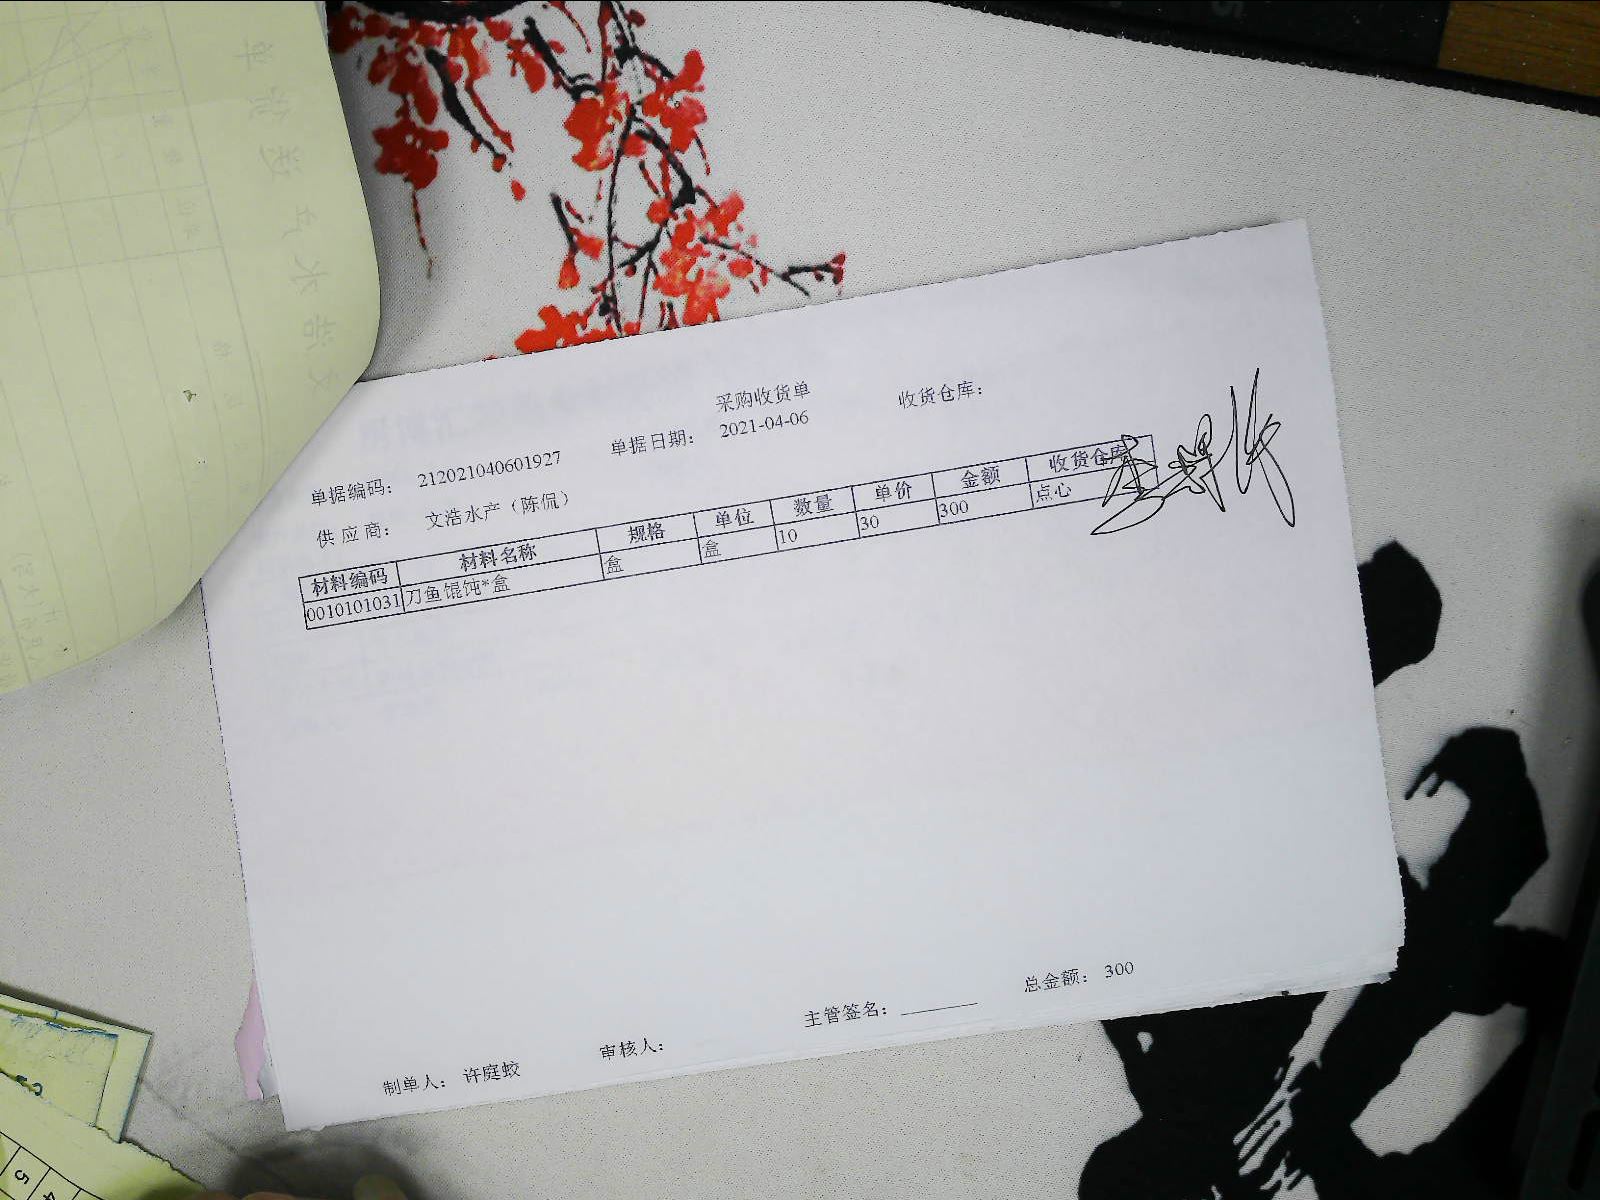 采购收货单
单据编码： 212021040601927 单据日期： 2021-04-06 收货仓库：
供 应 商： 文浩水产（陈侃）
材料编码 材料名称 规格 单位 数量 单价 金额 收货仓库
0010101031 刀鱼馄饨*盒 盒 盒 10 30 300 点心
总金额： 300
制单人： 许庭蛟 审核人： 主管签名：